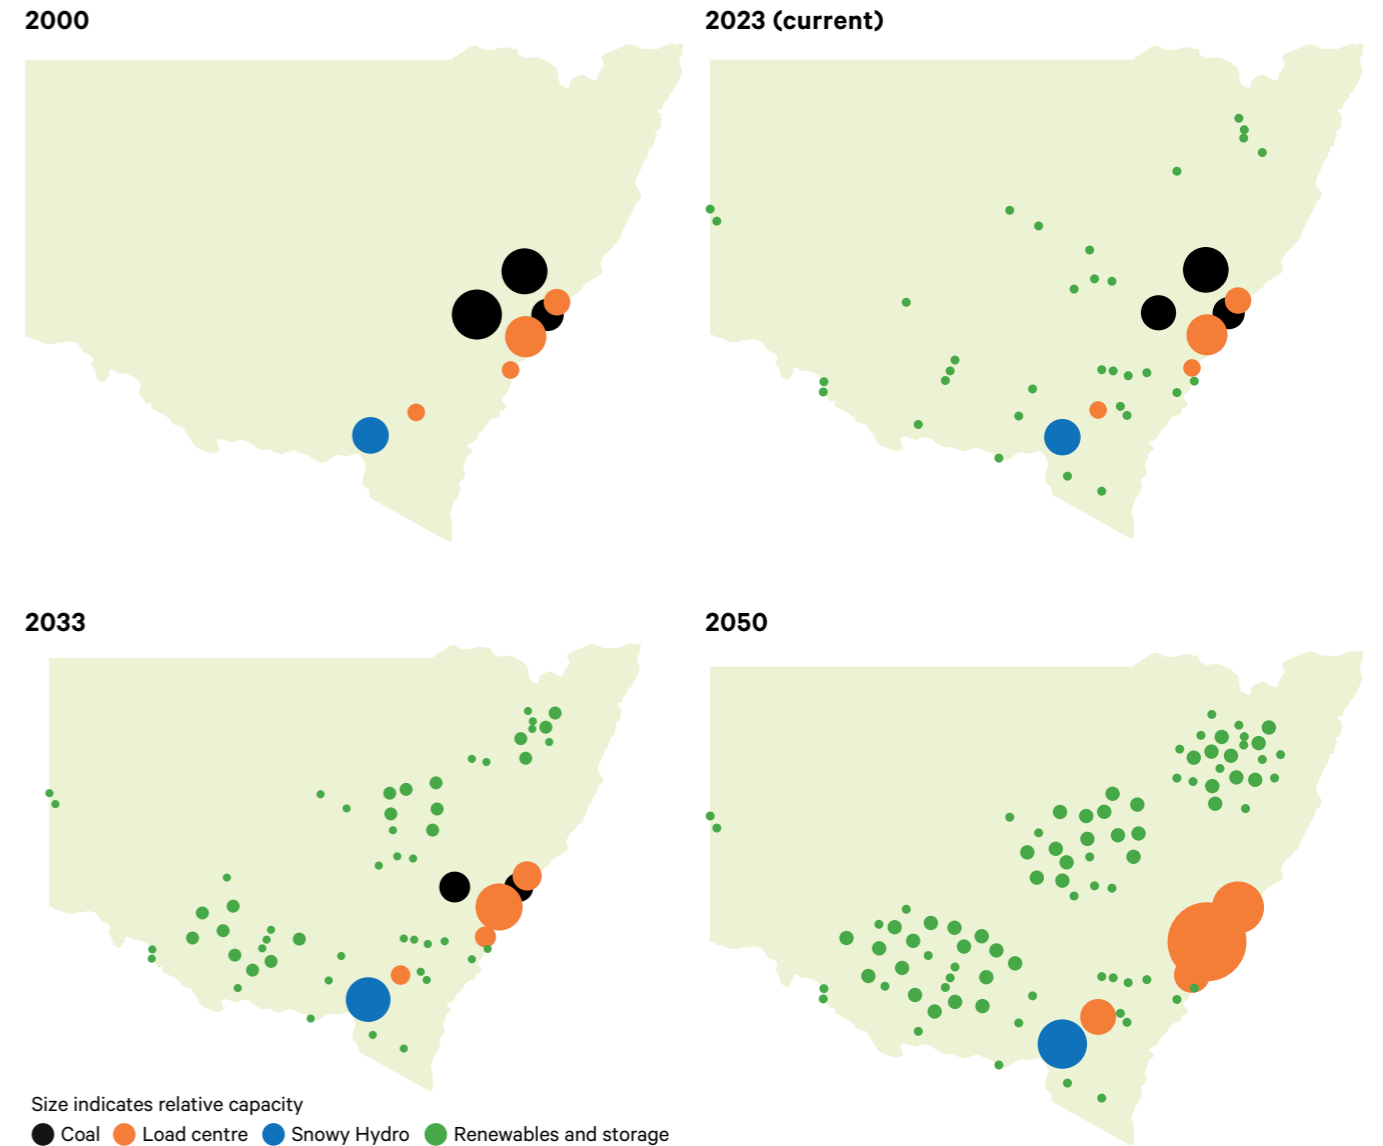 2000
2023 (current)
2033
2050
Size indicates relative capacity
Coal
Load centre
Snowy Hydro
Renewables and storage